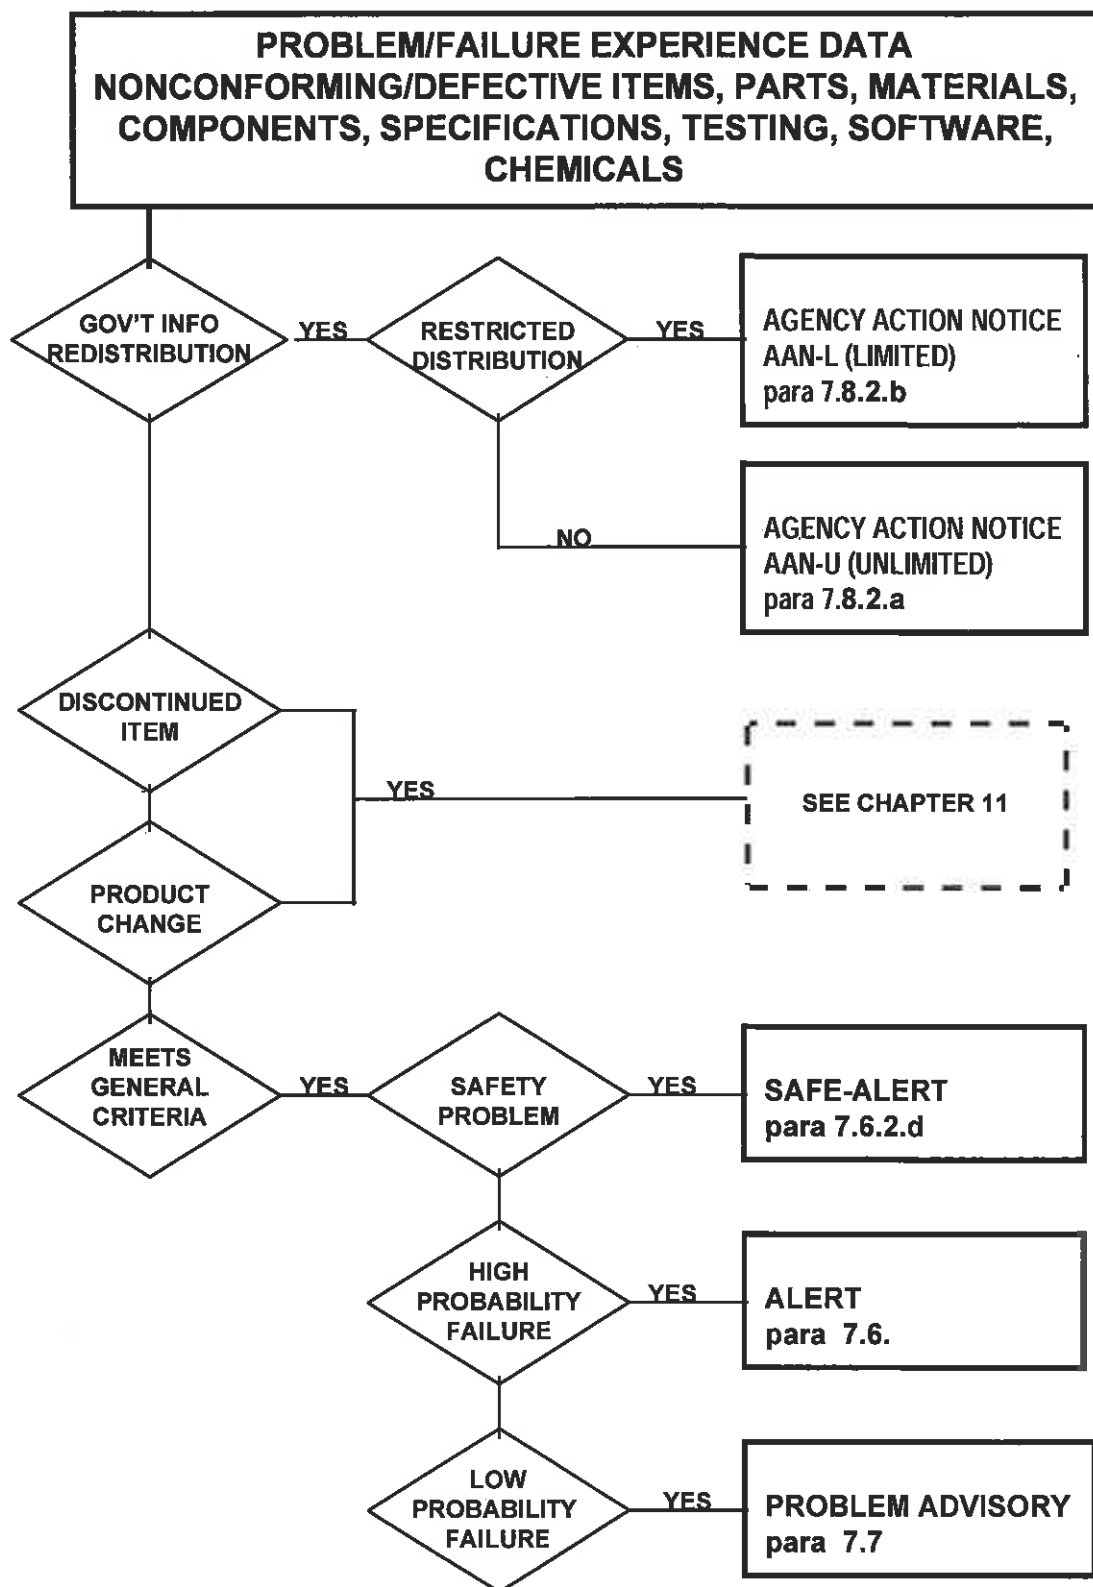 PROBLEM/FAILURE EXPERIENCE DATA
NONCONFORMING/DEFECTIVE ITEMS, PARTS, MATERIALS,
COMPONENTS, SPECIFICATIONS, TESTING, SOFTWARE,
CHEMICALS
GOV'T INFO
REDISTRIBUTION
YES
RESTRICTED
DISTRIBUTION
YES
AGENCY ACTION NOTICE
AAN-L (LIMITED)
para 7.8.2.b
NO
AGENCY ACTION NOTICE
AAN-U (UNLIMITED)
para 7.8.2.a
DISCONTINUED
ITEM
YES
SEE CHAPTER 11
PRODUCT
CHANGE
MEETS
GENERAL
CRITERIA
YES
SAFETY
PROBLEM
YES
SAFE-ALERT
para 7.6.2.d
HIGH
PROBABILITY
FAILURE
YES
ALERT
para 7.6.
LOW
PROBABILITY
FAILURE
YES
PROBLEM ADVISORY
para 7.7